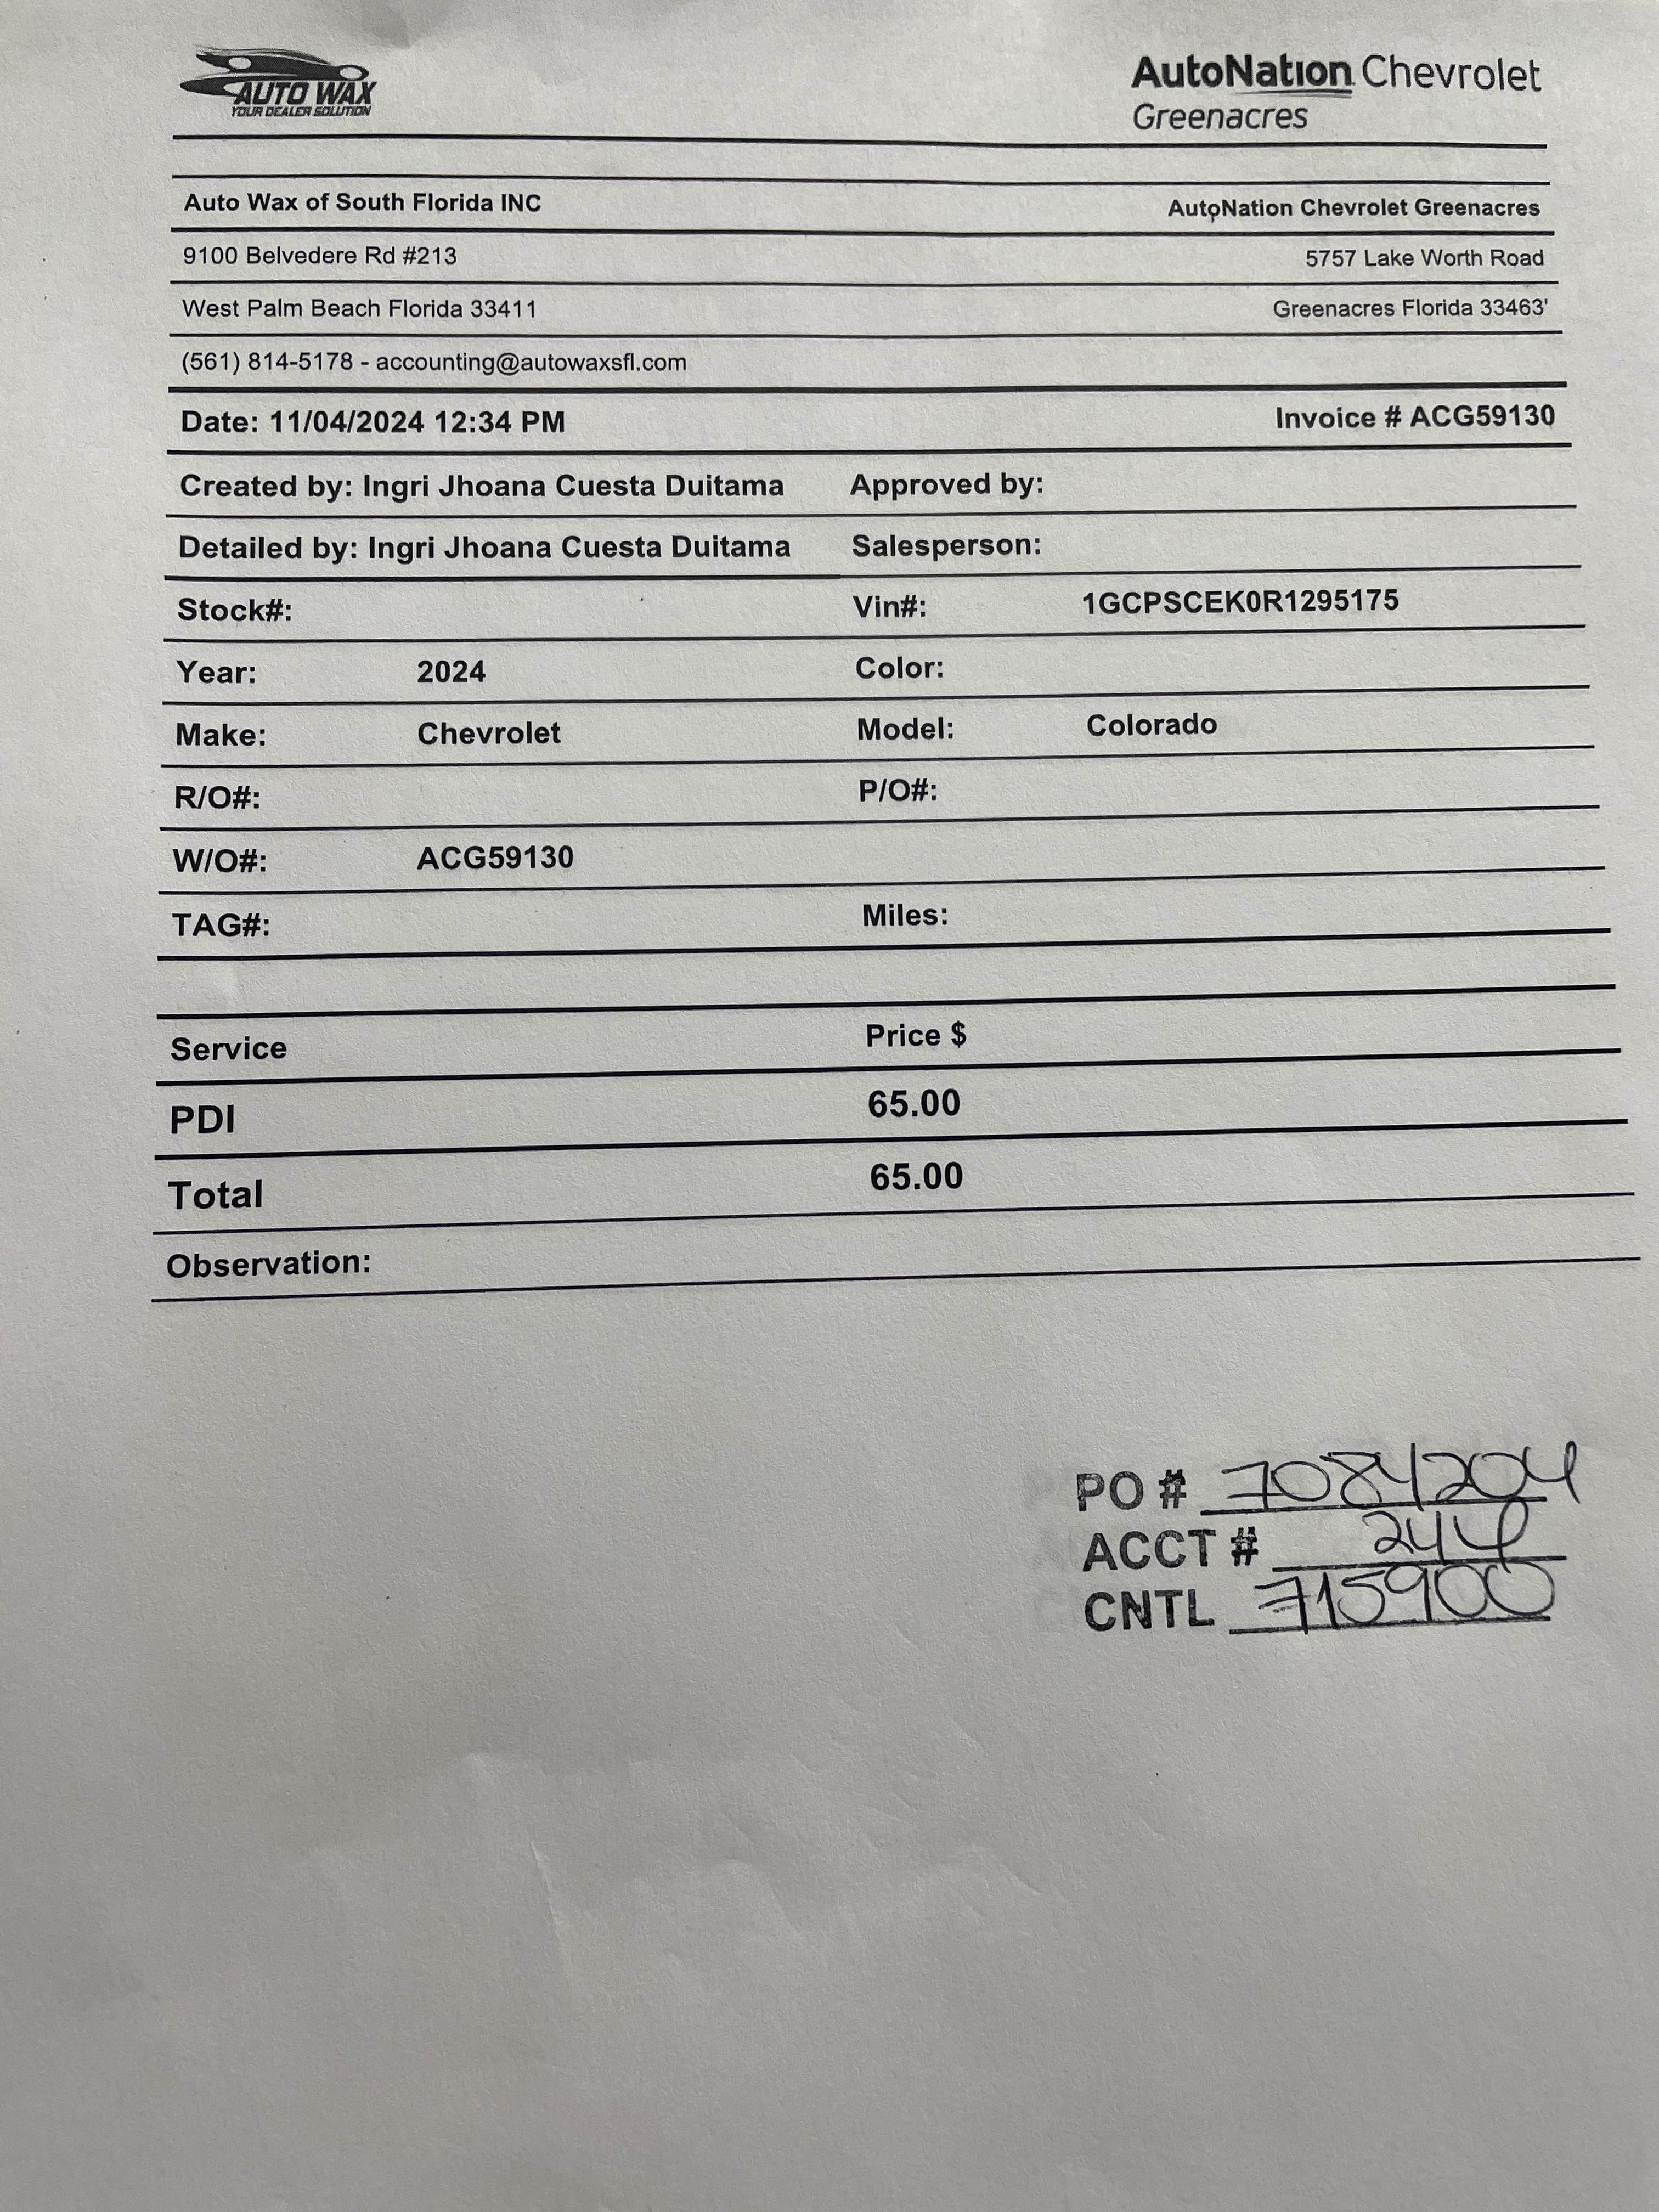 AUTO WAX
YOUR DEALER SOLUTION
AutoNation Chevrolet
Greenacres
Auto Wax of South Florida INC
AutoNation Chevrolet Greenacres
9100 Belvedere Rd #213
5757 Lake Worth Road
West Palm Beach Florida 33411
Greenacres Florida 33463'
(561) 814-5178 - accounting@autowaxsfl.com
Date: 11/04/2024 12:34 PM
Invoice # ACG59130
Created by: Ingri Jhoana Cuesta Duitama
Approved by:
Detailed by: Ingri Jhoana Cuesta Duitama
Salesperson:
Stock#:
Vin#: 1GCPSCEK0R1295175
Year: 2024
Color:
Make: Chevrolet
Model: Colorado
R/O#:
P/O#:
W/O#: ACG59130
TAG#:
Miles:
Service Price $
PDI 65.00
Total 65.00
Observation:
PO # 7084204
ACCT # 244
CNTL 715900